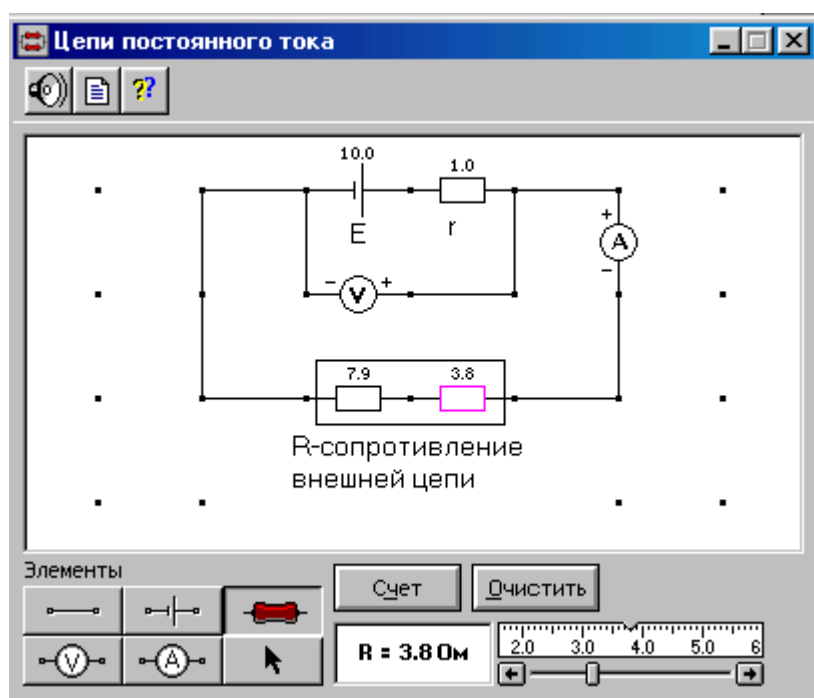 Цепи постоянного тока
??
10.0
1.0
E
r
+
A
−
−
V
+
7.9
3.8
R-сопротивление
внешней цепи
Элементы
Счет
Очистить
V
A
R = 3.8 Ом
2.0 3.0 4.0 5.0 6